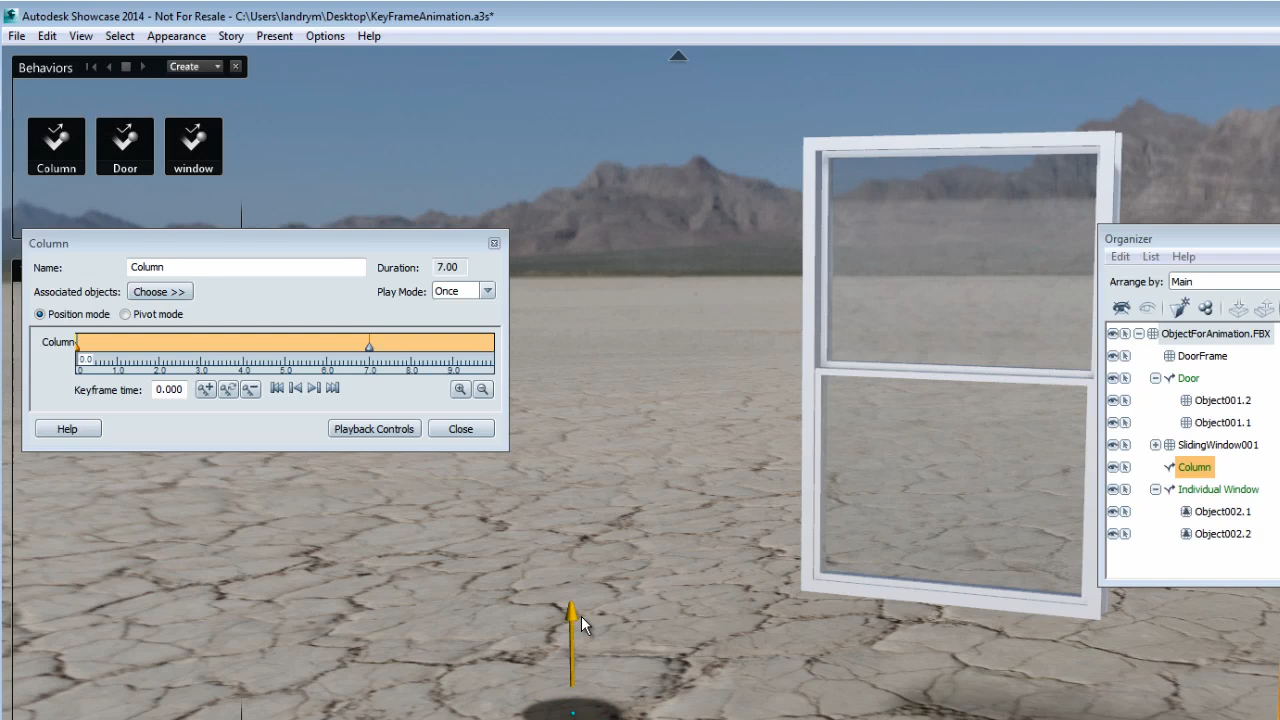 Autodesk Showcase 2014 - Not For Resale - C:\Users\landrym\Desktop\KeyFrameAnimation.a3s*
File Edit View Select Appearance Story Present Options Help
Behaviors Create
Column Door window
Column
Name: Column Duration: 7.00
Associated objects: Choose >> Play Mode: Once
Position mode Pivot mode
Column
0.0
0 1.0 2.0 3.0 4.0 5.0 6.0 7.0 8.0 9.0
Keyframe time: 0.000
Help Playback Controls Close
Organizer
Edit List Help
Arrange by: Main
ObjectForAnimation.FBX
DoorFrame
Door
Object001.2
Object001.1
SlidingWindow001
Column
Individual Window
Object002.1
Object002.2